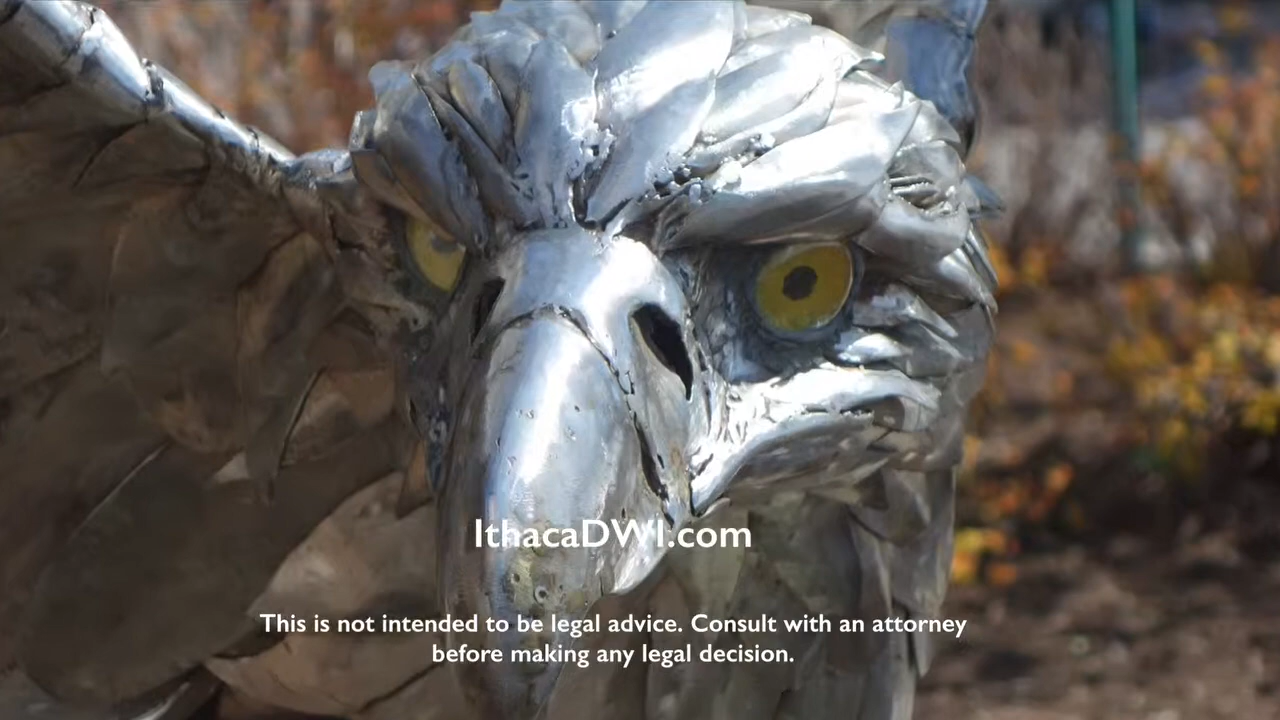 IthacaDWI.com
This is not intended to be legal advice. Consult with an attorney
before making any legal decision.